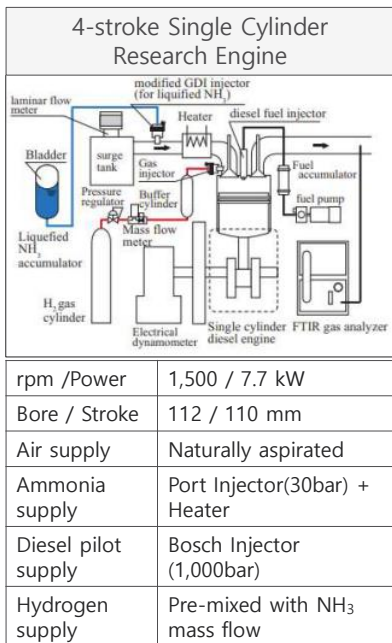 4-stroke Single Cylinder
Research Engine
modified GDI injector
(for liquified NH3)
laminar flow
meter
Heater
diesel fuel injector
Bladder
surge
tank
Gas
injector
Fuel
accumulator
Pressure
regulator
Buffer
cylinder
fuel pump
Mass flow
meter
Liquefied
NH3
accumulator
H2 gas
cylinder
Electrical
dynamometer
Single cylinder
diesel engine
FTIR gas analyzer
rpm /Power 1,500 / 7.7 kW
Bore / Stroke 112 / 110 mm
Air supply Naturally aspirated
Ammonia supply Port Injector(30bar) + Heater
Diesel pilot supply Bosch Injector (1,000bar)
Hydrogen supply Pre-mixed with NH3 mass flow